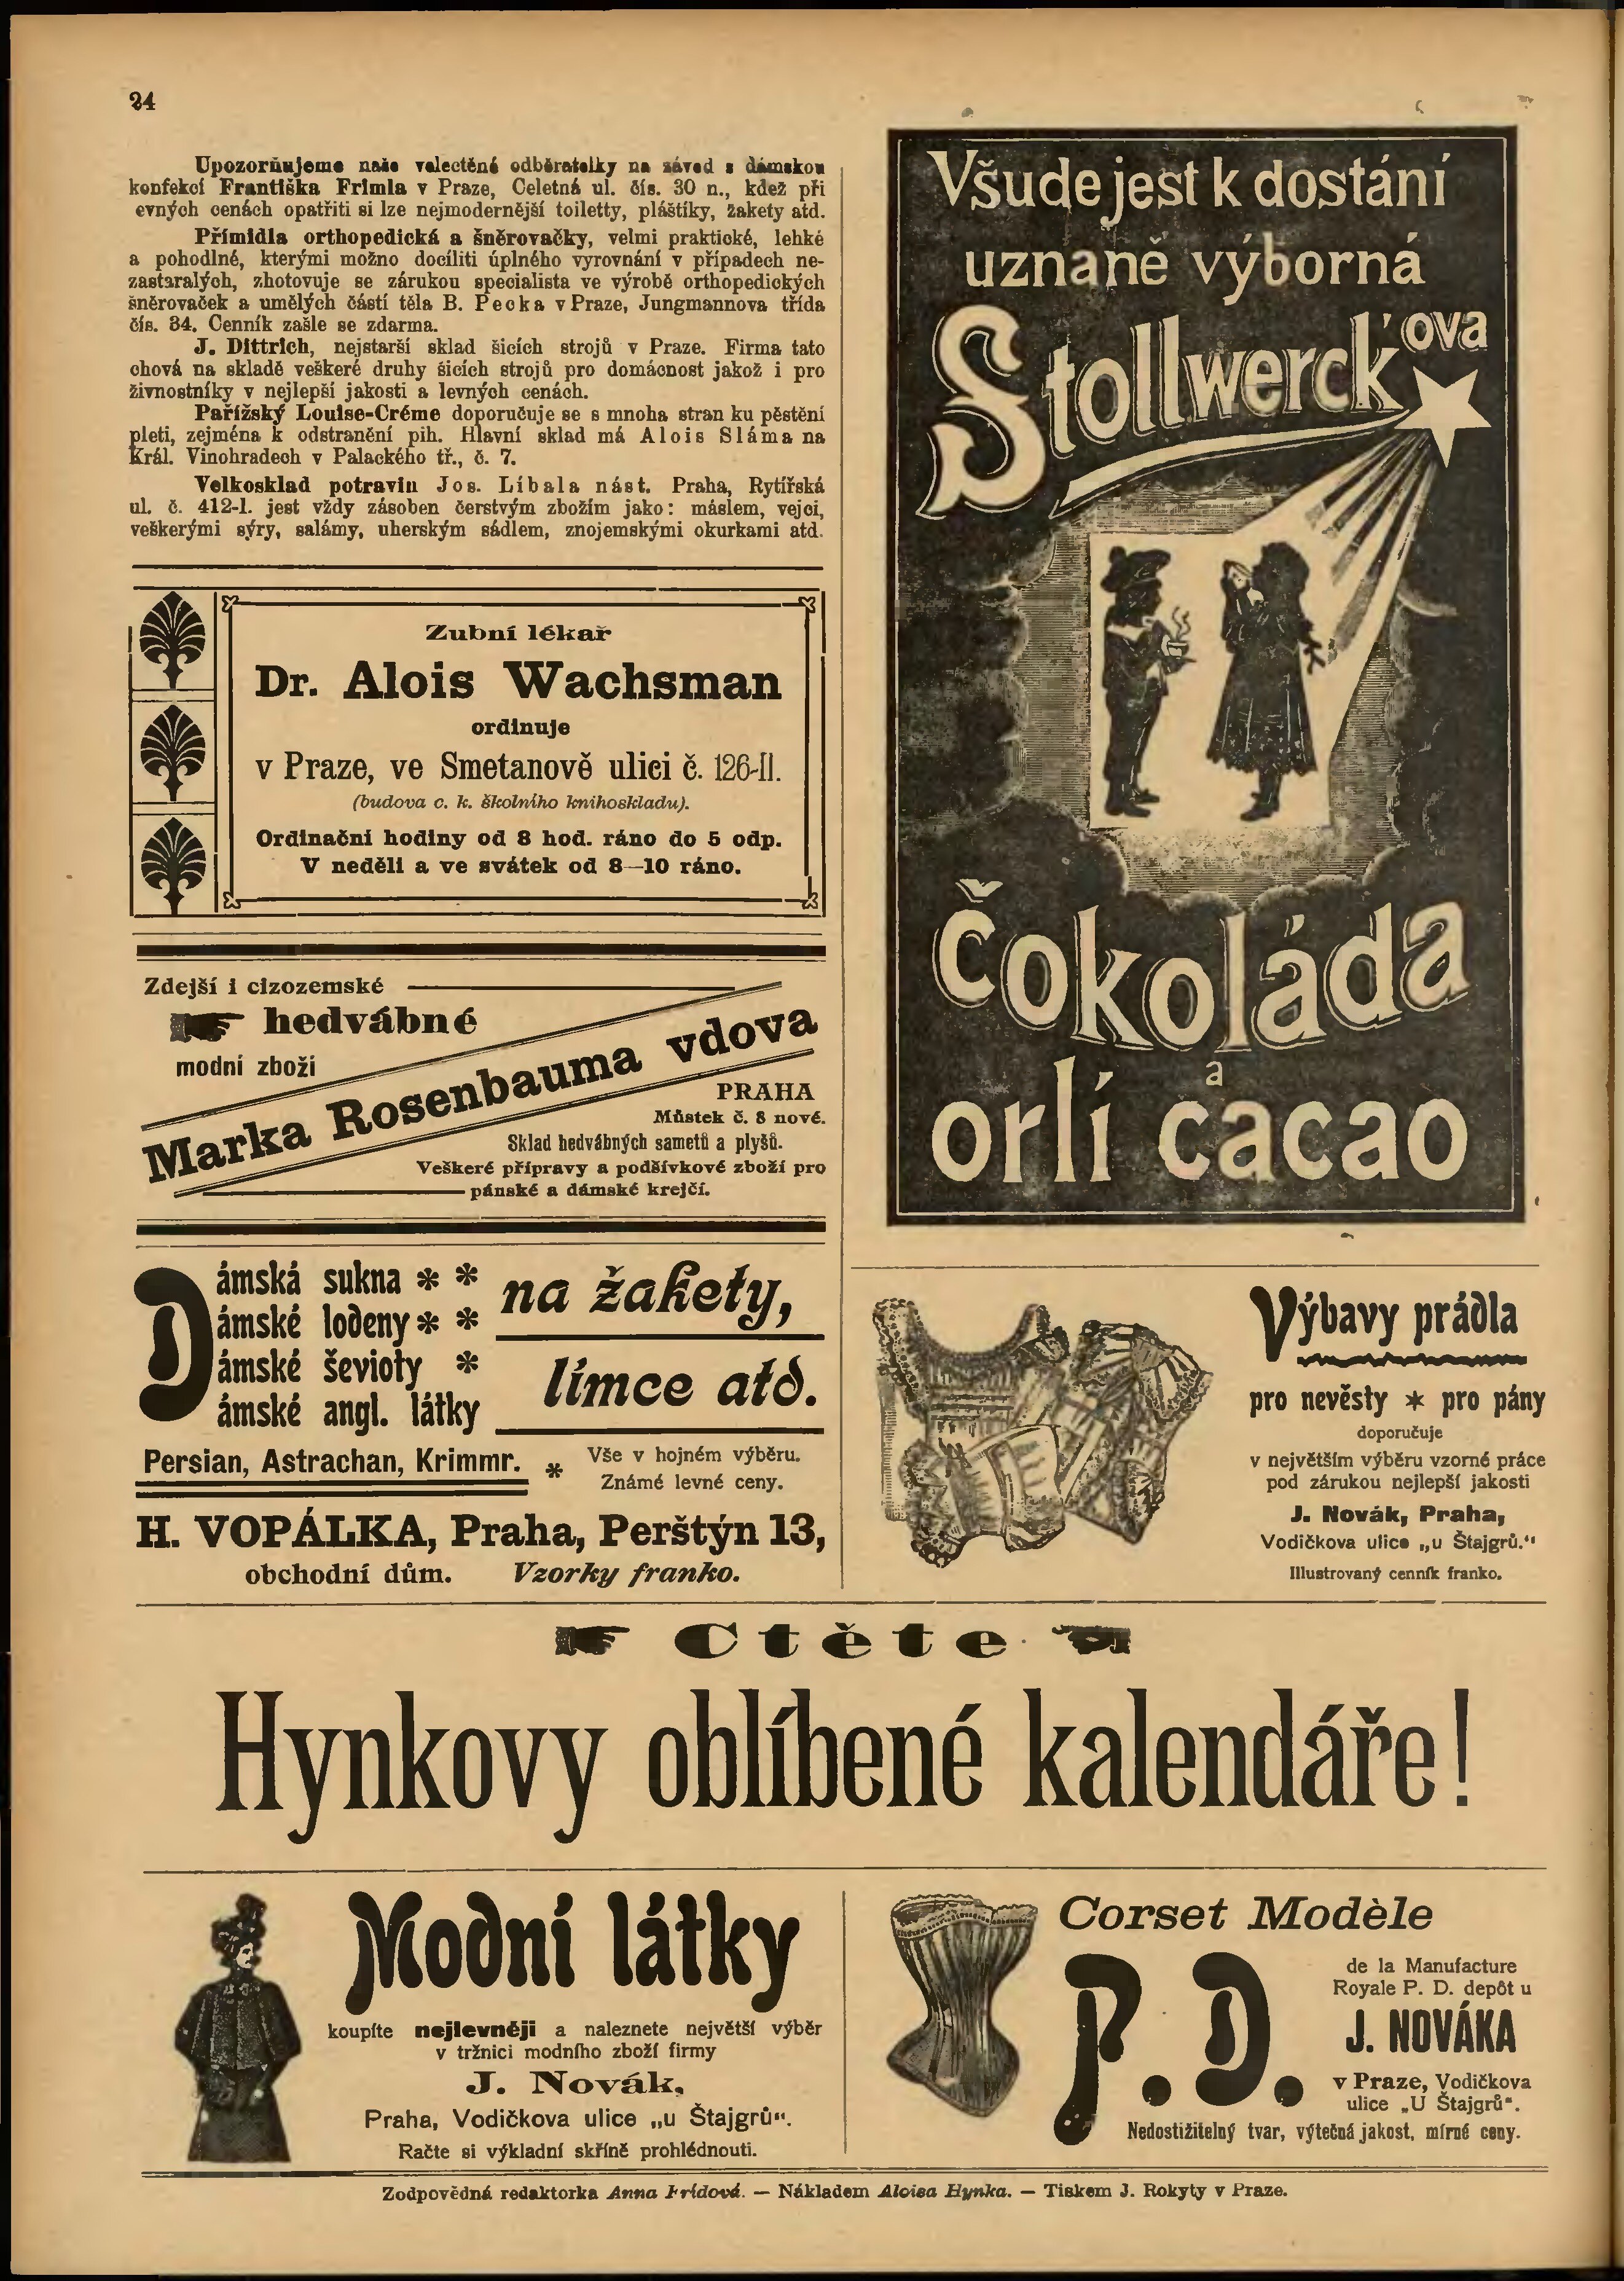 24
Upozorňujeme naše velectěné odběratelky na závod s dámskou
konfekcí Františka Frimla v Praze, Celetná ul. čís. 30 n., kdež při
evných cenách opatřiti si lze nejmodernější toiletty, pláštíky, žakety atd.
Přímidla orthopedická a šněrovačky, velmi praktické, lehké
a pohodlné, kterými možno docíliti úplného vyrovnání v případech ne-
zastaralých, zhotovuje se zárukou specialista ve výrobě orthopedických
šněrovaček a umělých částí těla B. Pecka v Praze, Jungmannova třída
čís. 34. Cenník zašle se zdarma.
J. Dittrich, nejstarší sklad šicích strojů v Praze. Firma tato
chová na skladě veškeré druhy šicích strojů pro domácnost jakož i pro
živnostníky v nejlepší jakosti a levných cenách.
Pařížský Louise-Créme doporučuje se s mnoha stran ku pěstění
pleti, zejména k odstranění pih. Hlavní sklad má Alois Sláma na
Král. Vinohradech v Palackého tř., č. 7.
Velkosklad potravin Jos. Líbala nást. Praha, Rytířská
ul. č. 412-I. jest vždy zásoben čerstvým zbožím jako: máslem, vejci,
veškerými sýry, salámy, uherským sádlem, znojemskými okurkami atd.
Zubní lékař
Dr. Alois Wachsman
ordinuje
v Praze, ve Smetanově ulici č. 126-II.
(budova c. k. školního knihoskladu).
Ordinační hodiny od 8 hod. ráno do 5 odp.
V neděli a ve svátek od 8—10 ráno.
Zdejší i cizozemské
hedvábné
modní zboží
Marka Rosenbauma vdova
PRAHA
Můstek č. 8 nové.
Sklad hedvábných sametů a plyšů.
Veškeré přípravy a podšívkové zboží pro
pánské a dámské krejčí.
Dámská sukna * *
Dámské lodeny * *
Dámské ševioty *
Dámské angl. látky
na žakety,
límce atd.
Persian, Astrachan, Krimmr. *
Vše v hojném výběru.
Známé levné ceny.
H. VOPÁLKA, Praha, Perštýn 13,
obchodní dům. Vzorky franko.
Všude jest k dostání
uznaně výborná
Stollwerck'ova
Čokoláda
a
orlí cacao
Výbavy prádla
pro nevěsty * pro pány
doporučuje
v největším výběru vzorné práce
pod zárukou nejlepší jakosti
J. Novák, Praha,
Vodičkova ulice „u Štajgrů.“
Illustrovaný cenník franko.
Ctěte
Hynkovy oblíbené kalendáře!
Modní látky
koupíte nejlevněji a naleznete největší výběr
v tržnici modního zboží firmy
J. Novák,
Praha, Vodičkova ulice „u Štajgrů“.
Račte si výkladní skříně prohlédnouti.
Corset Modèle
P. D.
de la Manufacture
Royale P. D. depôt u
J. NOVÁKA
v Praze, Vodičkova
ulice „U Štajgrů“.
Nedostižitelný tvar, výtečná jakost, mírné ceny.
Zodpovědná redaktorka Anna Frídová. — Nákladem Aloisa Hynka. — Tiskem J. Rokyty v Praze.